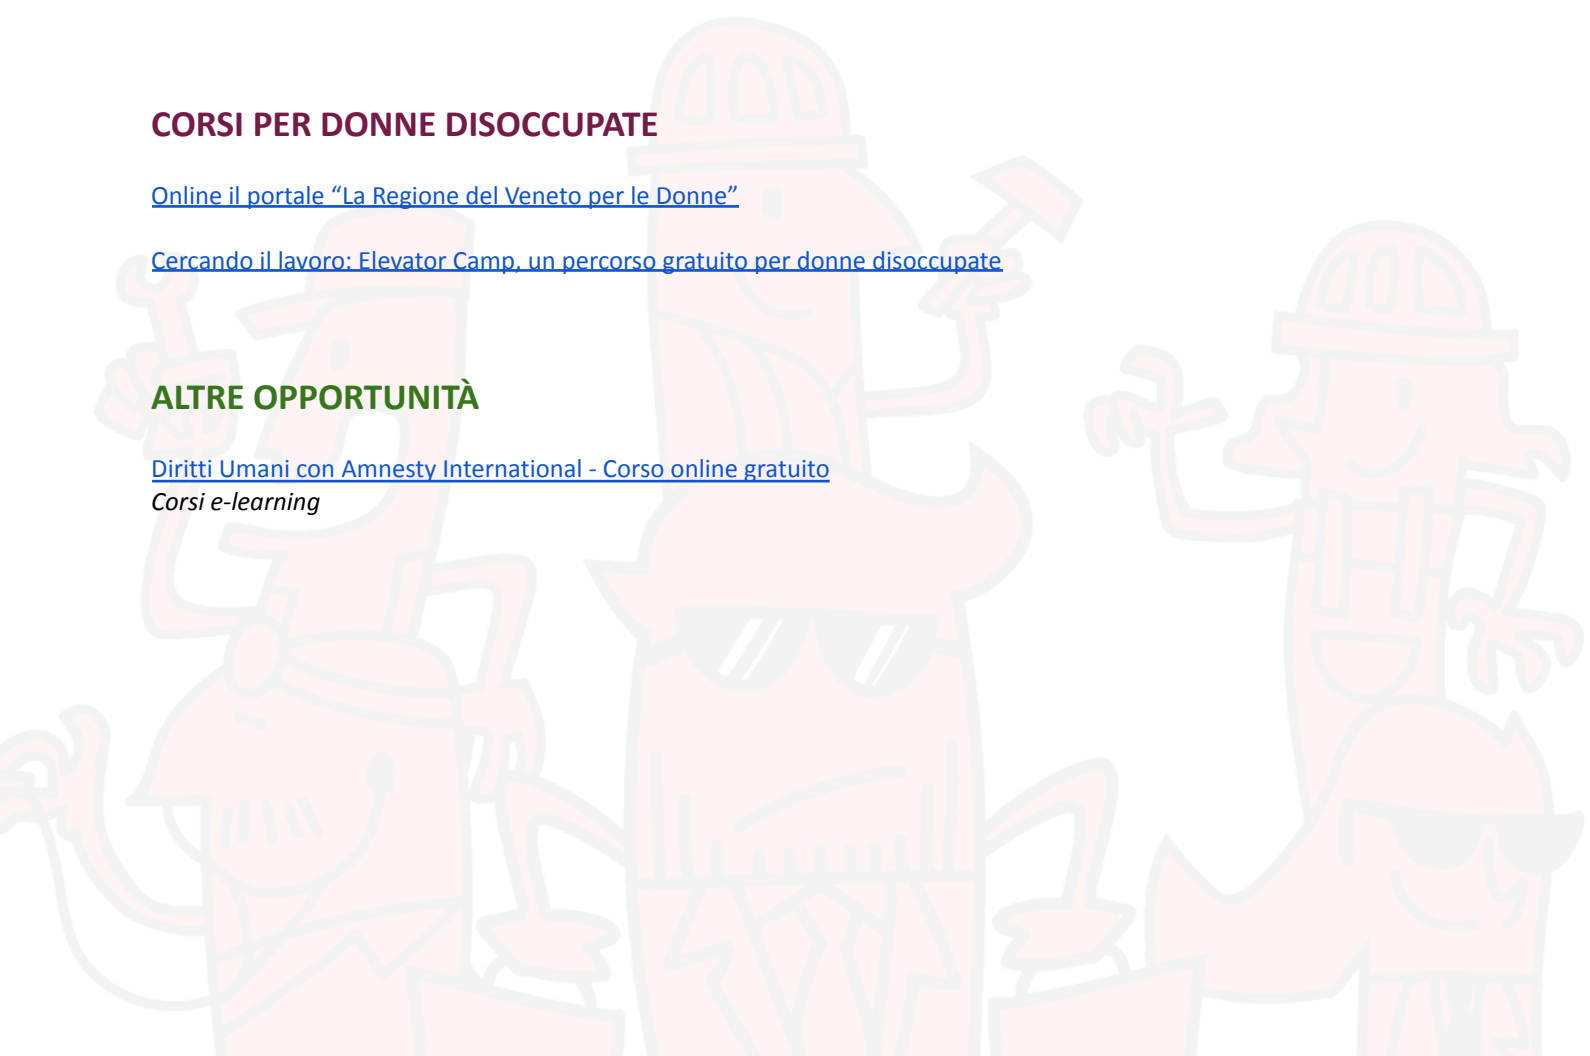 CORSI PER DONNE DISOCCUPATE
Online il portale “La Regione del Veneto per le Donne”
Cercando il lavoro: Elevator Camp, un percorso gratuito per donne disoccupate
ALTRE OPPORTUNITÀ
Diritti Umani con Amnesty International - Corso online gratuito
Corsi e-learning